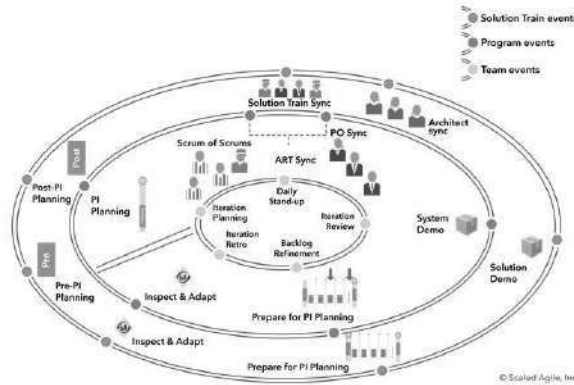 Solution Train events
Program events
Team events
Solution Train Sync
Architect
sync
PO Sync
Scrum of Scrums
ART Sync
Post
Post-PI
Planning
PI
Planning
Daily
Stand-up
Iteration
Planning
Iteration
Review
Iteration
Retro
Backlog
Refinement
System
Demo
Solution
Demo
Pre
Pre-PI
Planning
Inspect & Adapt
Prepare for PI Planning
Inspect & Adapt
Prepare for PI Planning
© Scaled Agile, Inc